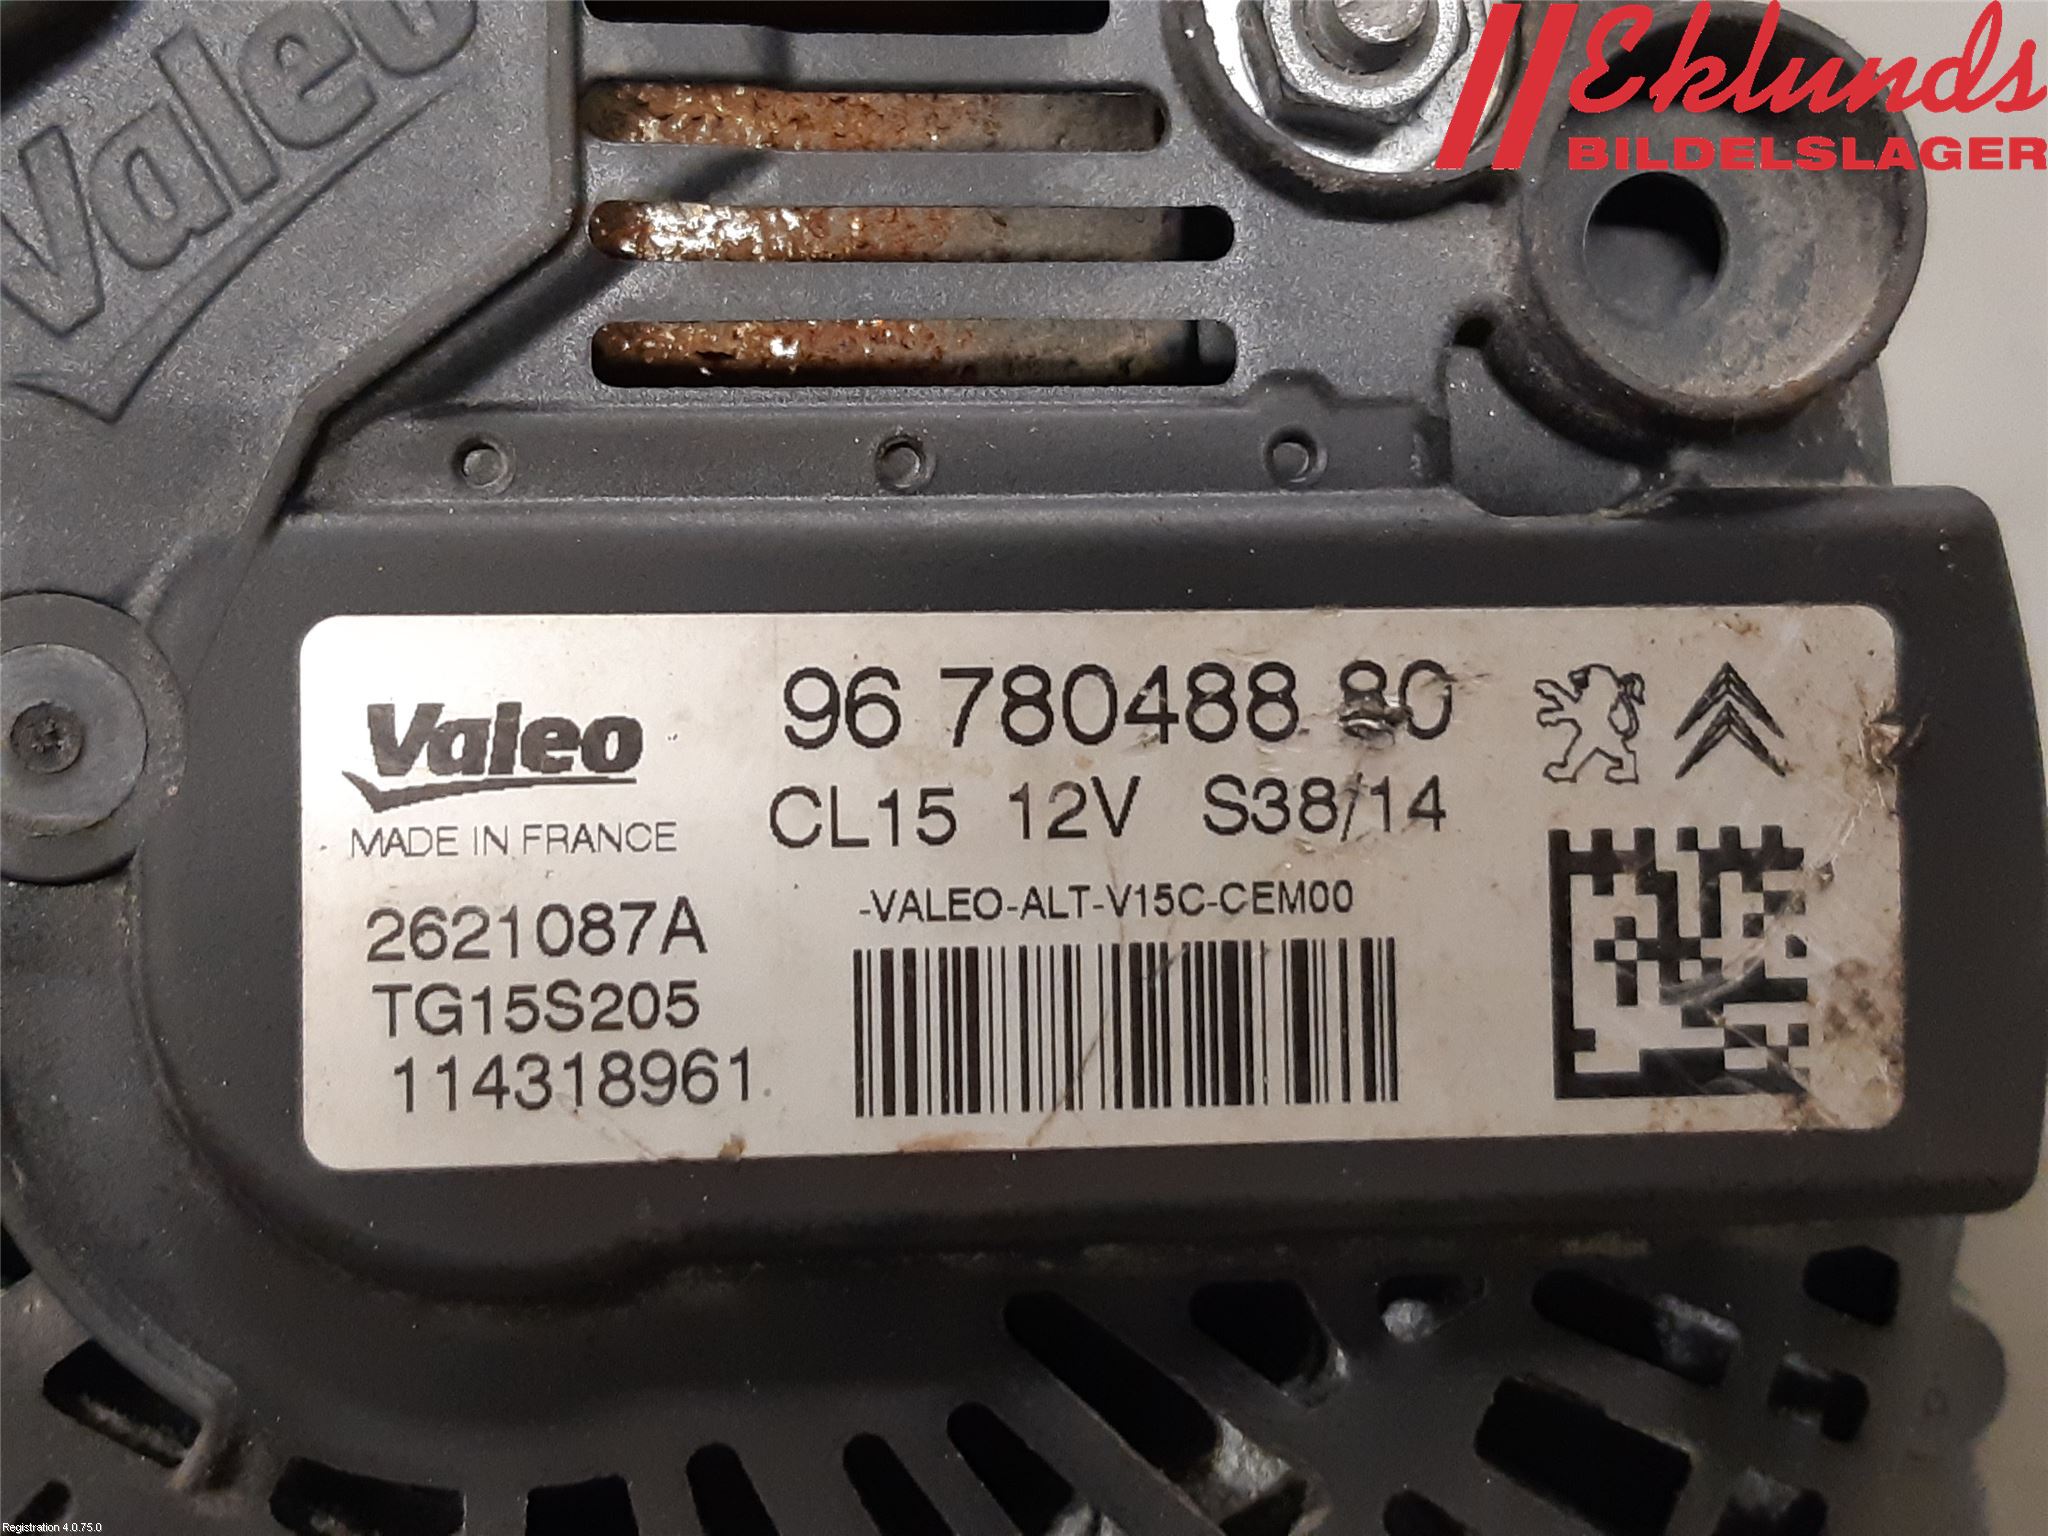 Valeo
Eklunds
BILDELSLAGER
Valeo
MADE IN FRANCE
96 780488 80
CL15 12V S38/14
-VALEO-ALT-V15C-CEM00
2621087A
TG15S205
114318961
Registration 4.0.75.0